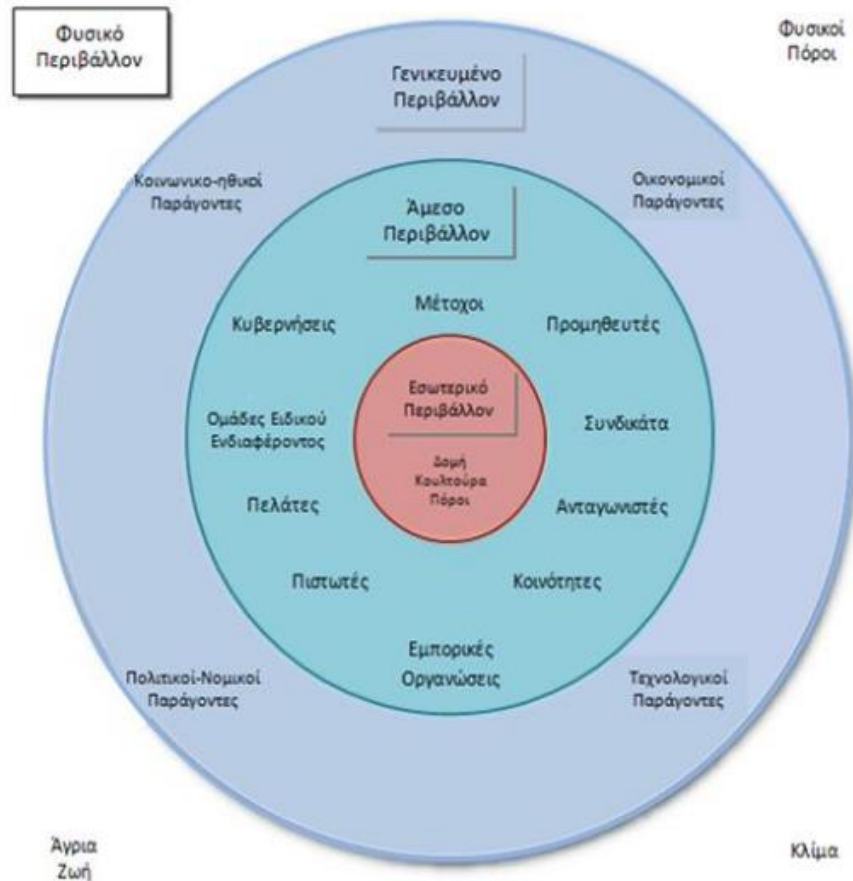 Φυσικό
Περιβάλλον
Φυσικοί
Πόροι
Γενικευμένο
Περιβάλλον
Κοινωνικο-ηθικοί
Παράγοντες
Οικονομικοί
Παράγοντες
Άμεσο
Περιβάλλον
Μέτοχοι
Κυβερνήσεις
Προμηθευτές
Εσωτερικό
Περιβάλλον
Ομάδες Ειδικού
Ενδιαφέροντος
Συνδικάτα
Δομή
Κουλτούρα
Πόροι
Πελάτες
Ανταγωνιστές
Πιστωτές
Κοινότητες
Εμπορικές
Οργανώσεις
Πολιτικοί-Νομικοί
Παράγοντες
Τεχνολογικοί
Παράγοντες
Άγρια
Ζωή
Κλίμα